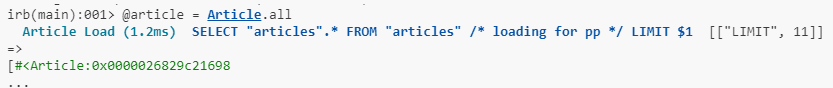 irb(main):001> @article = Article.all
Article Load (1.2ms)  SELECT "articles".* FROM "articles" /* loading for pp */ LIMIT $1  [["LIMIT", 11]]
=>
[#<Article:0x0000026829c21698
...